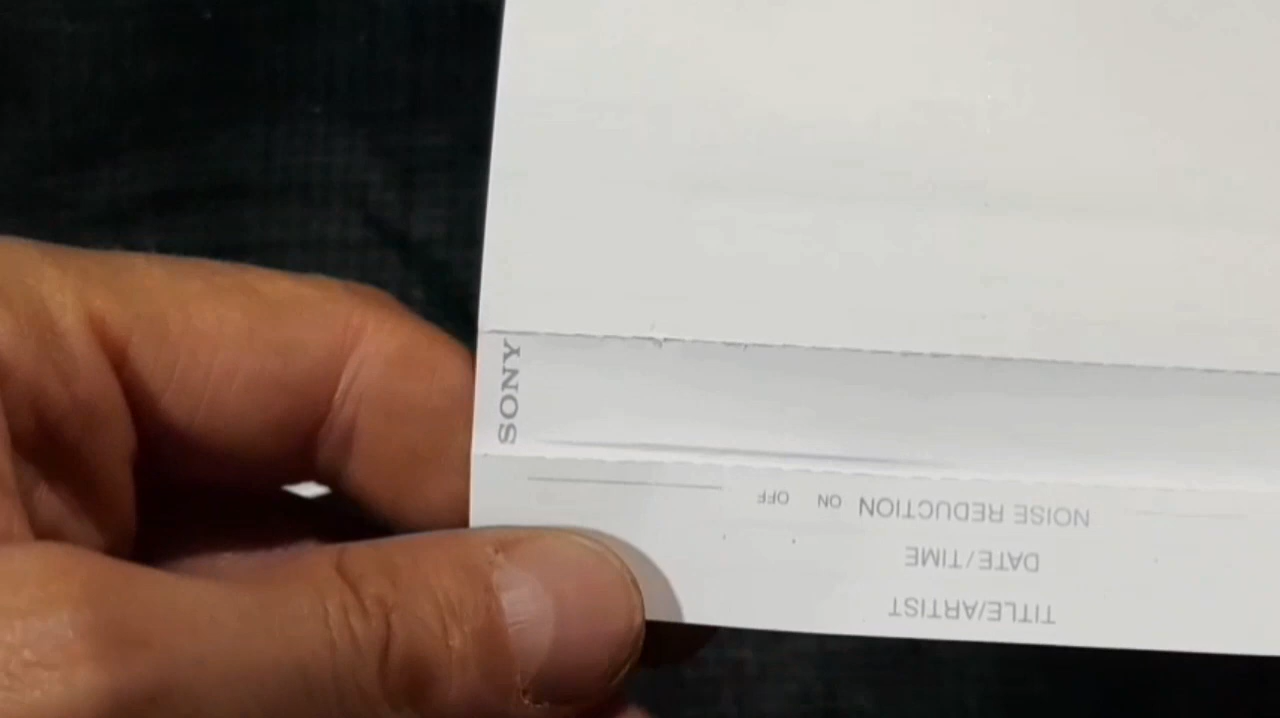 SONY
TITLE/ARTIST
DATE/TIME
NOISE REDUCTION ON OFF